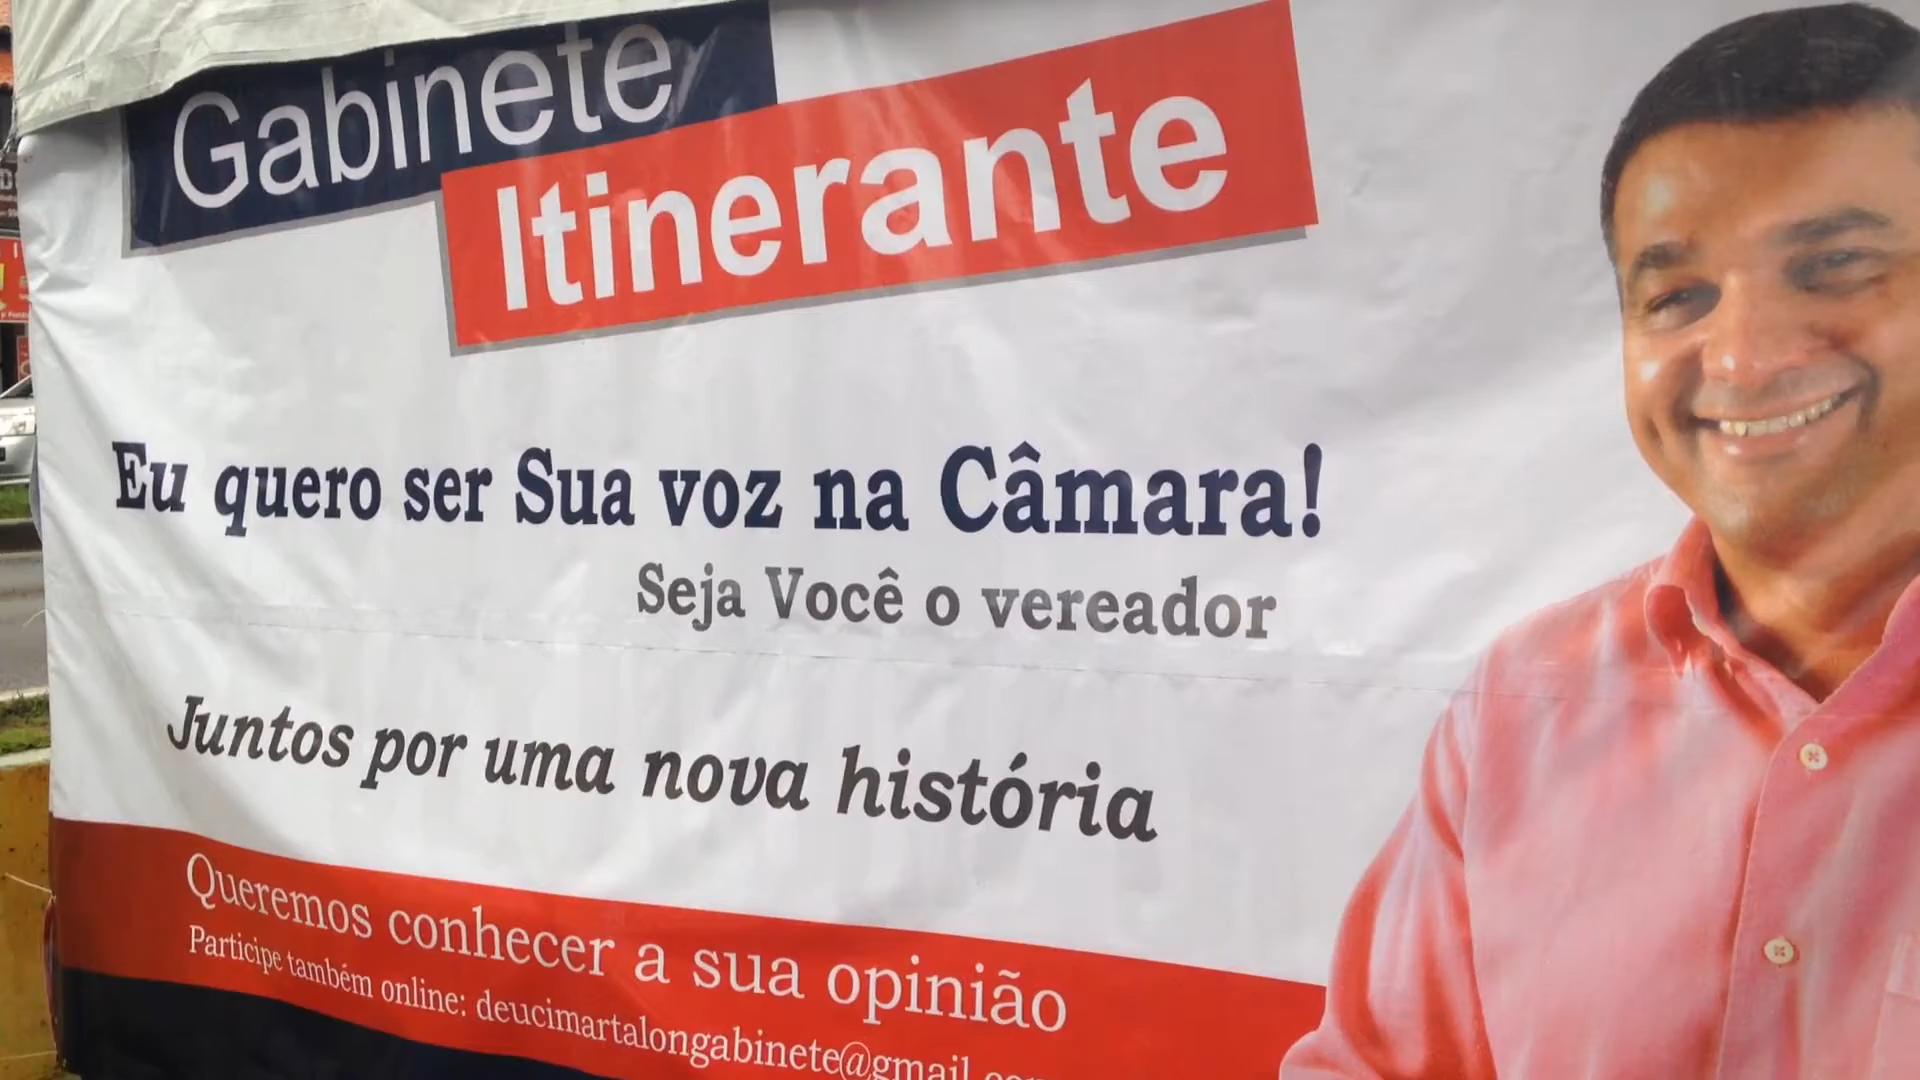 Gabinete
Itinerante
Eu quero ser Sua voz na Câmara!
Seja Você o vereador
Juntos por uma nova história
Queremos conhecer a sua opinião
Participe também online: deucimartalongabinete@gmail.com